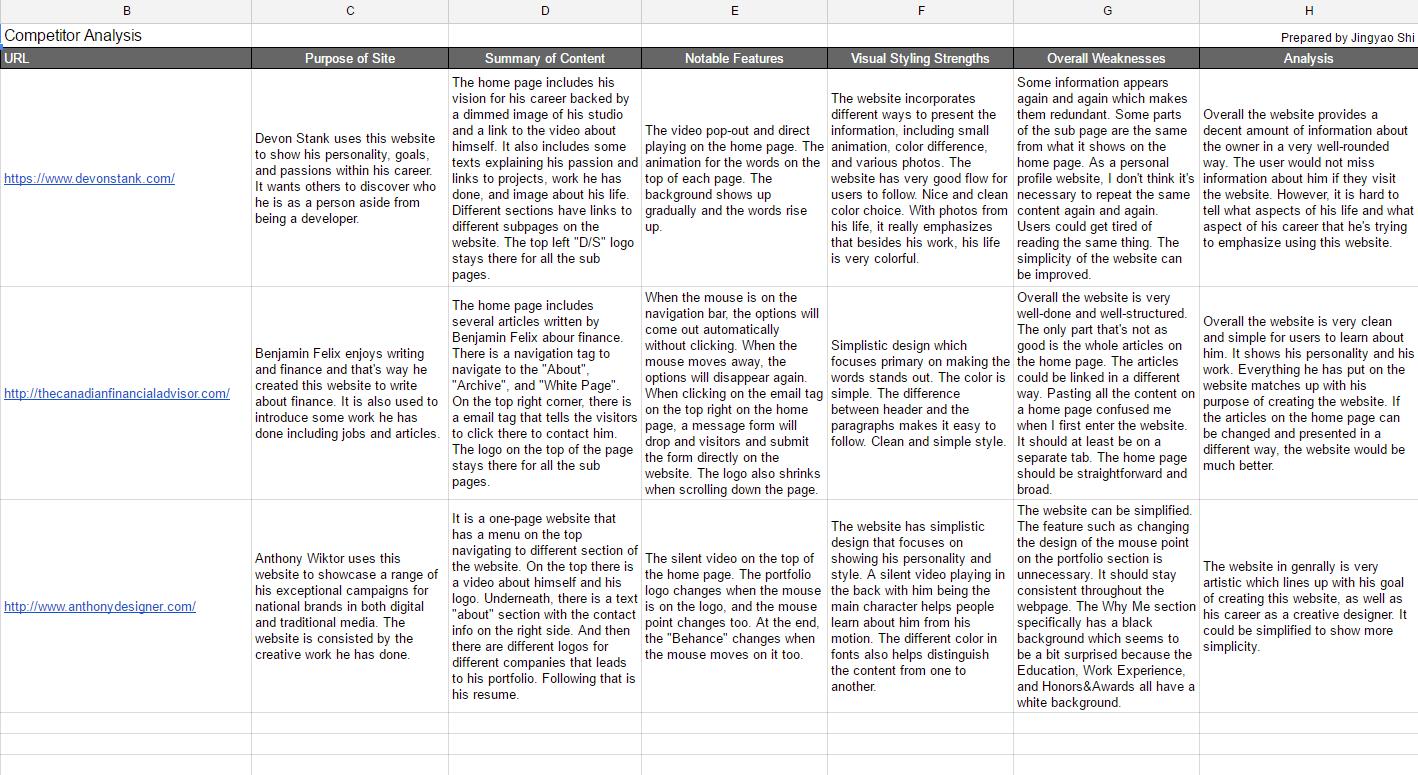 B C D E F G H
Competitor Analysis
Prepared by Jingyao Shi
URL Purpose of Site Summary of Content Notable Features Visual Styling Strengths Overall Weaknesses Analysis
https://www.devonstank.com/
Devon Stank uses this website
to show his personality, goals,
and passions within his career.
It wants others to discover who
he is as a person aside from
being a developer.
The home page includes his
vision for his career backed by
a dimmed image of his studio
and a link to the video about
himself. It also includes some
texts explaining his passion and
links to projects, work he has
done, and image about his life.
Different sections have links to
different subpages on the
website. The top left "D/S" logo
stays there for all the sub
pages.
The video pop-out and direct
playing on the home page. The
animation for the words on the
top of each page. The
background shows up
gradually and the words rise
up.
The website incorporates
different ways to present the
information, including small
animation, color difference,
and various photos. The
website has very good flow for
users to follow. Nice and clean
color choice. With photos from
his life, it really emphasizes
that besides his work, his life
is very colorful.
Some information appears
again and again which makes
them redundant. Some parts
of the sub page are the same
from what it shows on the
home page. As a personal
profile website, I don't think it's
necessary to repeat the same
content again and again.
Users could get tired of
reading the same thing. The
simplicity of the website can
be improved.
Overall the website provides a
decent amount of information about
the owner in a very well-rounded
way. The user would not miss
information about him if they visit
the website. However, it is hard to
tell what aspects of his life and what
aspect of his career that he's trying
to emphasize using this website.
http://thecanadianfinancialadvisor.com/
Benjamin Felix enjoys writing
and finance and that's way he
created this website to write
about finance. It is also used to
introduce some work he has
done including jobs and articles.
The home page includes
several articles written by
Benjamin Felix abour finance.
There is a navigation tag to
navigate to the "About",
"Archive", and "White Page".
On the top right corner, there is
a email tag that tells the visitors
to click there to contact him.
The logo on the top of the page
stays there for all the sub
pages.
When the mouse is on the
navigation bar, the options will
come out automatically
without clicking. When the
mouse moves away, the
options will disappear again.
When clicking on the email tag
on the top right on the home
page, a message form will
drop and visitors and submit
the form directly on the
website. The logo also shrinks
when scrolling down the page.
Simplistic design which
focuses primary on making the
words stands out. The color is
simple. The difference
between header and the
paragraphs makes it easy to
follow. Clean and simple style.
Overall the website is very
well-done and well-structured.
The only part that's not as
good is the whole articles on
the home page. The articles
could be linked in a different
way. Pasting all the content on
a home page confused me
when I first enter the website.
It should at least be on a
separate tab. The home page
should be straightforward and
broad.
Overall the website is very clean
and simple for users to learn about
him. It shows his personality and his
work. Everything he has put on the
website matches up with his
purpose of creating the website. If
the articles on the home page can
be changed and presented in a
different way, the website would be
much better.
http://www.anthonydesigner.com/
Anthony Wiktor uses this
website to showcase a range of
his exceptional campaigns for
national brands in both digital
and traditional media. The
website is consisted by the
creative work he has done.
It is a one-page website that
has a menu on the top
navigating to different section of
the website. On the top there is
a video about himself and his
logo. Underneath, there is a text
"about" section with the contact
info on the right side. And then
there are different logos for
different companies that leads
to his portfolio. Following that is
his resume.
The silent video on the top of
the home page. The portfolio
logo changes when the mouse
is on the logo, and the mouse
point changes too. At the end,
the "Behance" changes when
the mouse moves on it too.
The website has simplistic
design that focuses on
showing his personality and
style. A silent video playing in
the back with him being the
main character helps people
learn about him from his
motion. The different color in
fonts also helps distinguish
the content from one to
another.
The website can be simplified.
The feature such as changing
the design of the mouse point
on the portfolio section is
unnecessary. It should stay
consistent throughout the
webpage. The Why Me section
specifically has a black
background which seems to
be a bit surprised because the
Education, Work Experience,
and Honors&Awards all have a
white background.
The website in genrally is very
artistic which lines up with his goal
of creating this website, as well as
his career as a creative designer. It
could be simplified to show more
simplicity.